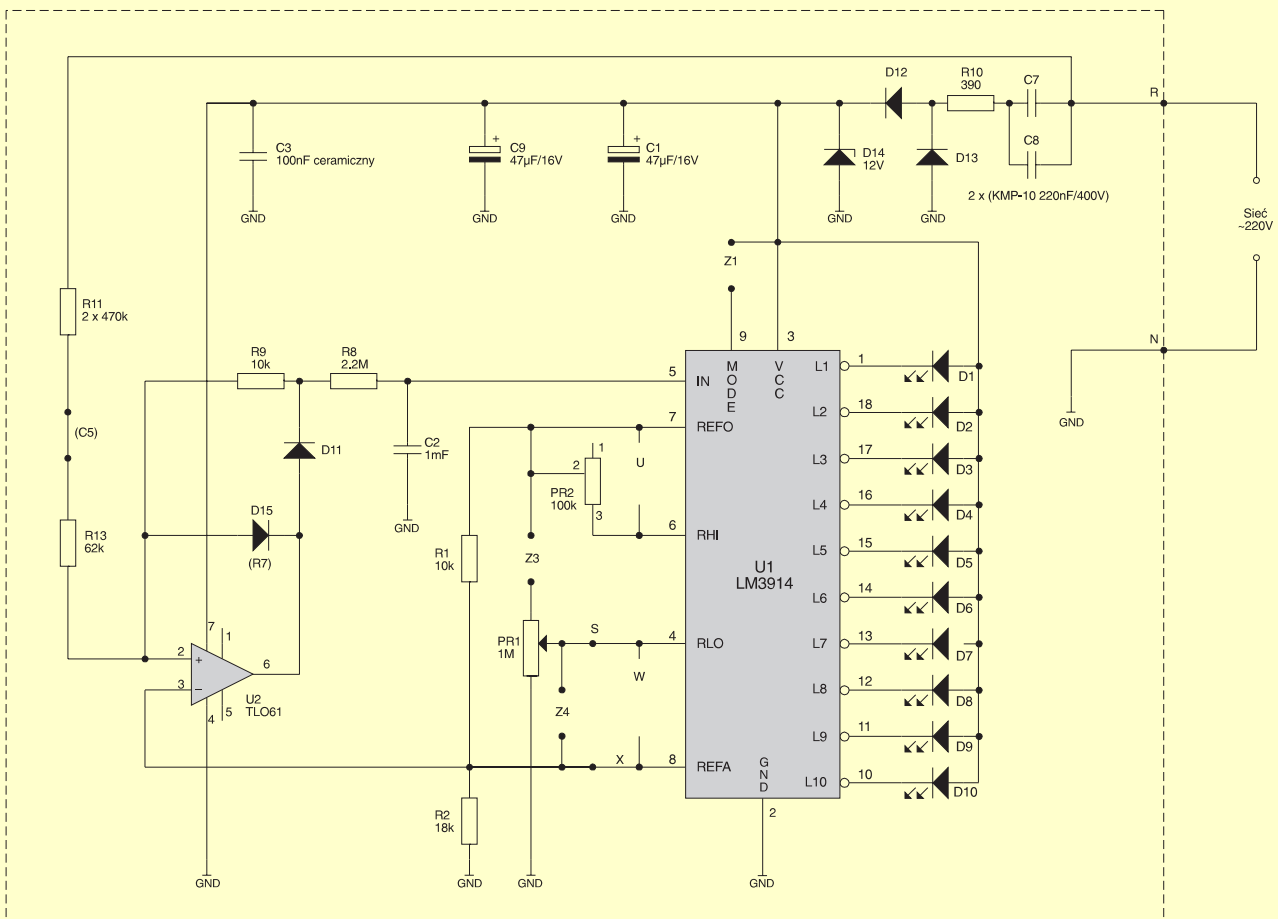 D12
R10
390
C7
R
C3
100nF ceramiczny
GND
+
C9
47µF/16V
GND
+
C1
47µF/16V
GND
D14
12V
GND
D13
GND
C8
2 x (KMP-10 220nF/400V)
Sieć
~220V
N
GND
Z1
R11
2 x 470k
(C5)
R13
62k
R9
10k
R8
2.2M
D11
D15
(R7)
C2
1mF
GND
7
1
2
+
3
−
6
4
5
U2
TLO61
GND
R1
10k
R2
18k
GND
1
2
PR2
100k
3
U
Z3
PR1
1M
GND
S
W
Z4
X
9
3
MODE
VCC
5
IN
7
REFO
6
RHI
4
RLO
8
REFA
GND
2
GND
U1
LM3914
L1
1
D1
L2
18
D2
L3
17
D3
L4
16
D4
L5
15
D5
L6
14
D6
L7
13
D7
L8
12
D8
L9
11
D9
L10
10
D10